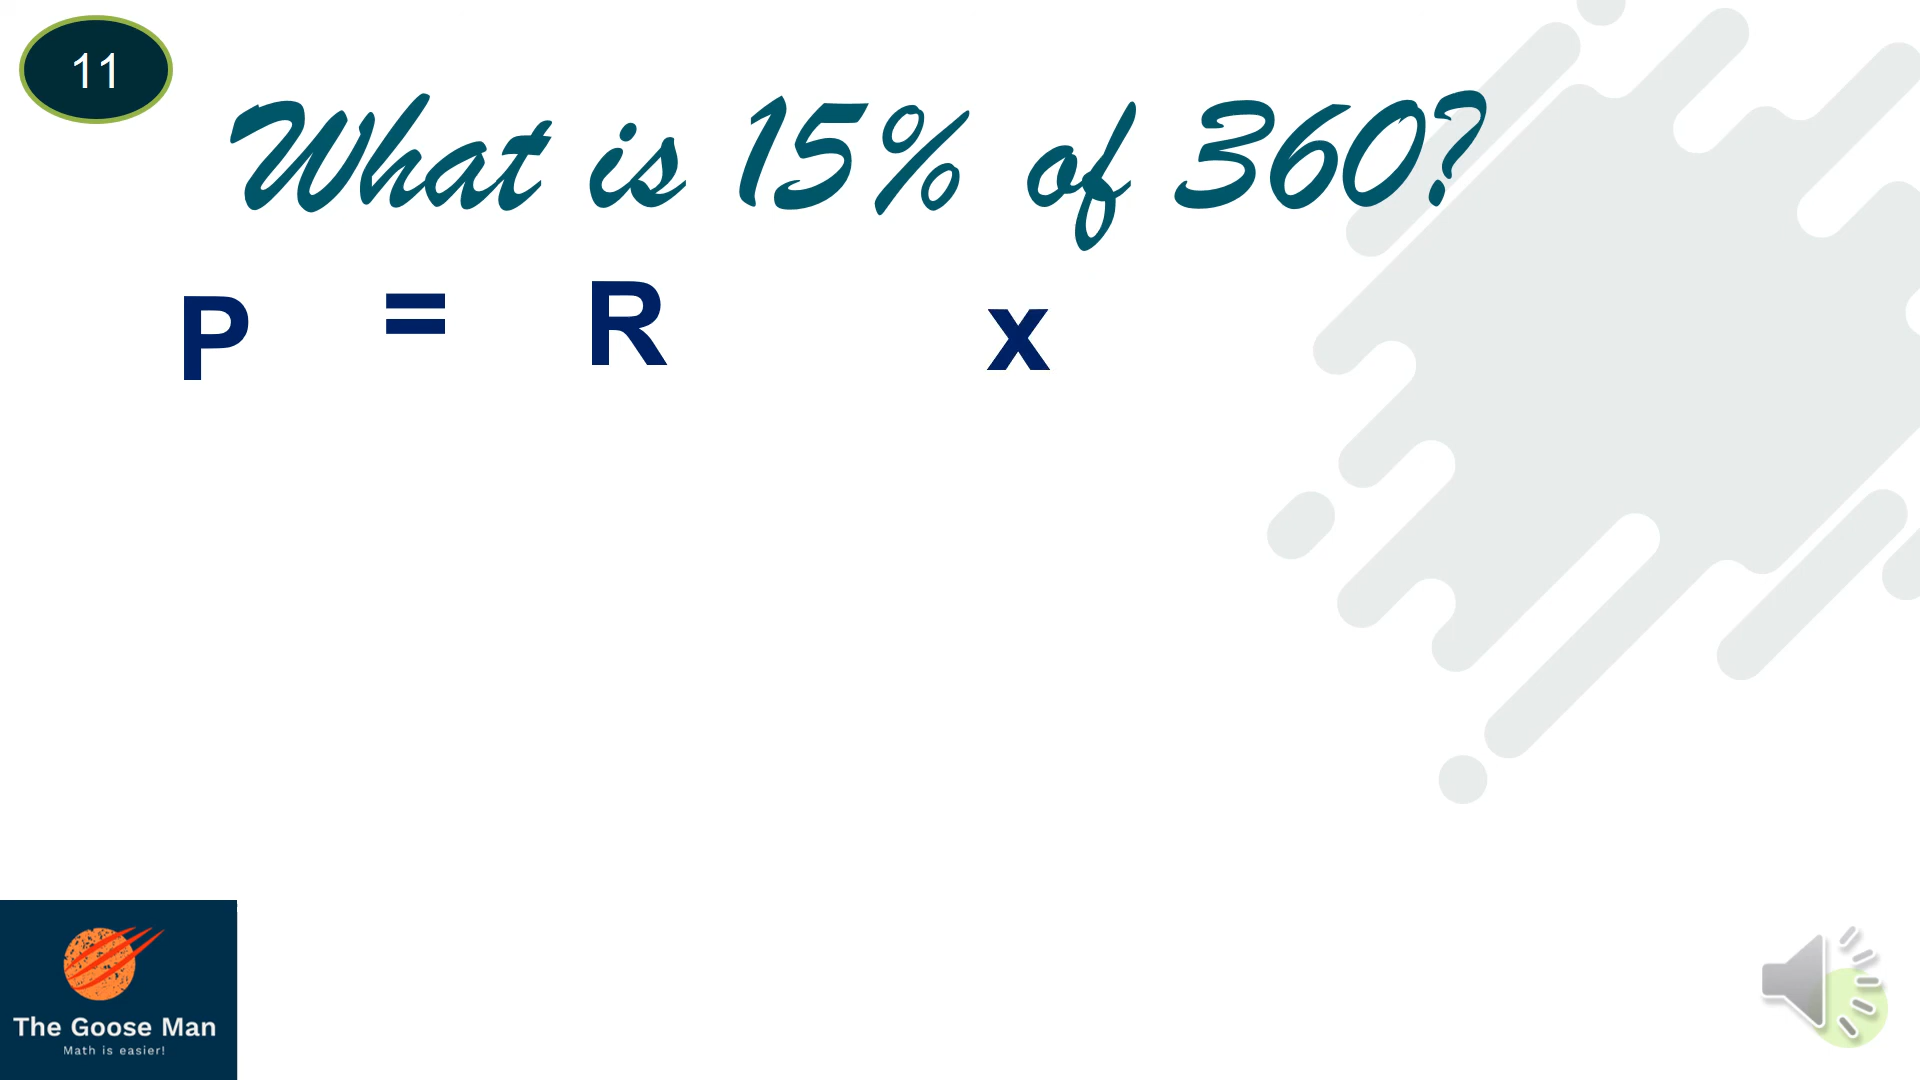 11
What is 15% of 360?
P = R x
The Goose Man
Math is easier!